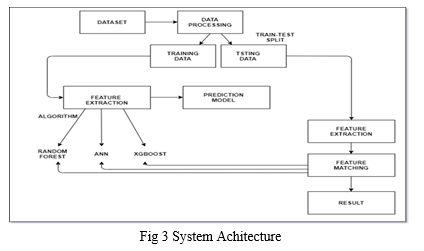 DATASET
DATA
PROCESSING
TRAIN-TEST
SPLIT
TRAINING
DATA
TSTING
DATA
FEATURE
EXTRACTION
PREDICTION
MODEL
ALGORITHM
RANDOM
FOREST
ANN
XGBOOST
FEATURE
EXTRACTION
FEATURE
MATCHING
RESULT
Fig 3 System Achitecture